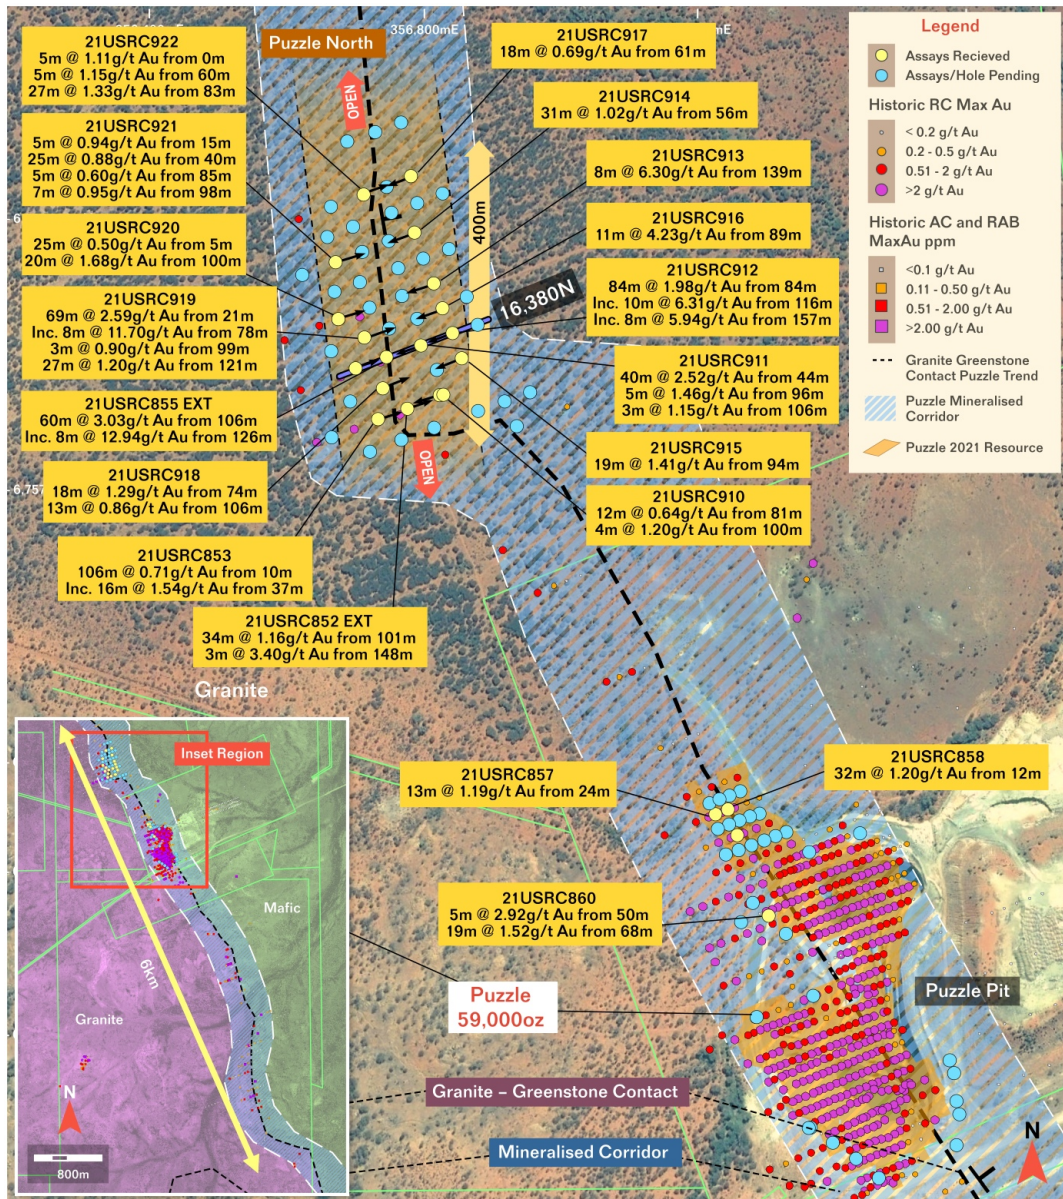 356,800mE
mE
Puzzle North
21USRC922
5m @ 1.11g/t Au from 0m
5m @ 1.15g/t Au from 60m
27m @ 1.33g/t Au from 83m
21USRC921
5m @ 0.94g/t Au from 15m
25m @ 0.88g/t Au from 40m
5m @ 0.60g/t Au from 85m
7m @ 0.95g/t Au from 98m
21USRC920
25m @ 0.50g/t Au from 5m
20m @ 1.68g/t Au from 100m
21USRC919
69m @ 2.59g/t Au from 21m
Inc. 8m @ 11.70g/t Au from 78m
3m @ 0.90g/t Au from 99m
27m @ 1.20g/t Au from 121m
21USRC855 EXT
60m @ 3.03g/t Au from 106m
Inc. 8m @ 12.94g/t Au from 126m
21USRC918
18m @ 1.29g/t Au from 74m
13m @ 0.86g/t Au from 106m
21USRC853
106m @ 0.71g/t Au from 10m
Inc. 16m @ 1.54g/t Au from 37m
21USRC852 EXT
34m @ 1.16g/t Au from 101m
3m @ 3.40g/t Au from 148m
21USRC917
18m @ 0.69g/t Au from 61m
21USRC914
31m @ 1.02g/t Au from 56m
21USRC913
8m @ 6.30g/t Au from 139m
21USRC916
11m @ 4.23g/t Au from 89m
21USRC912
84m @ 1.98g/t Au from 84m
Inc. 10m @ 6.31g/t Au from 116m
Inc. 8m @ 5.94g/t Au from 157m
21USRC911
40m @ 2.52g/t Au from 44m
5m @ 1.46g/t Au from 96m
3m @ 1.15g/t Au from 106m
21USRC915
19m @ 1.41g/t Au from 94m
21USRC910
12m @ 0.64g/t Au from 81m
4m @ 1.20g/t Au from 100m
OPEN
400m
16,380N
OPEN
6,757
Legend
Assays Recieved
Assays/Hole Pending
Historic RC Max Au
< 0.2 g/t Au
0.2 - 0.5 g/t Au
0.51 - 2 g/t Au
>2 g/t Au
Historic AC and RAB
MaxAu ppm
<0.1 g/t Au
0.11 - 0.50 g/t Au
0.51 - 2.00 g/t Au
>2.00 g/t Au
Granite Greenstone
Contact Puzzle Trend
Puzzle Mineralised
Corridor
Puzzle 2021 Resource
Granite
21USRC857
13m @ 1.19g/t Au from 24m
21USRC858
32m @ 1.20g/t Au from 12m
21USRC860
5m @ 2.92g/t Au from 50m
19m @ 1.52g/t Au from 68m
Puzzle
59,000oz
Puzzle Pit
Granite – Greenstone Contact
Mineralised Corridor
N
Inset Region
Mafic
6km
Granite
N
800m